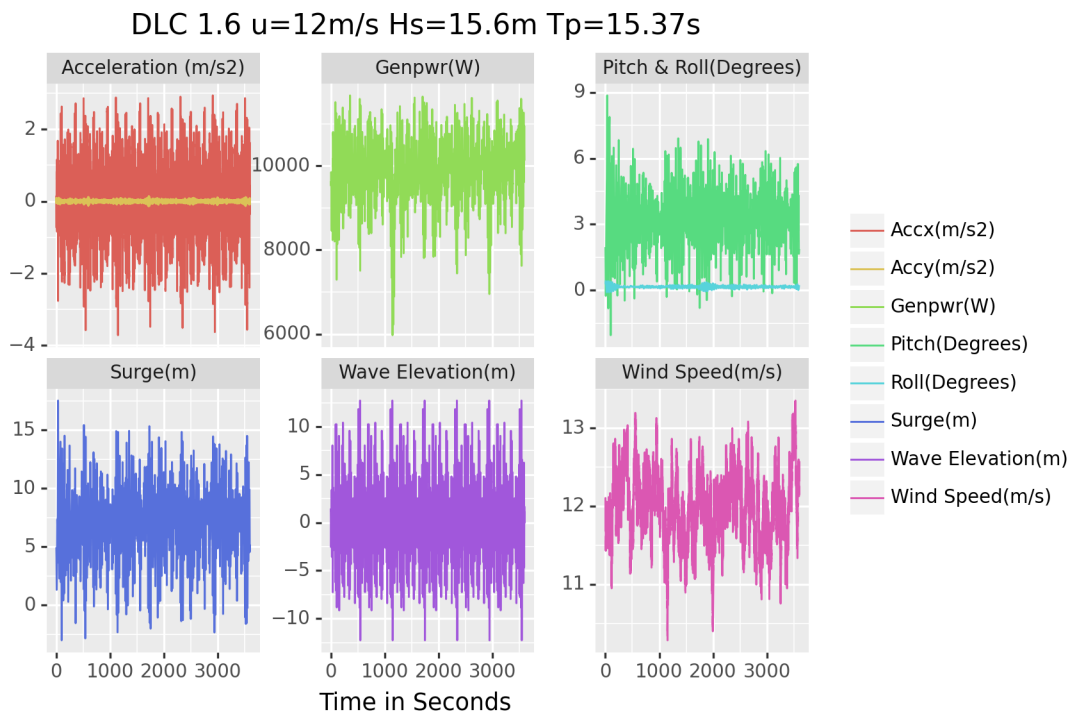 DLC 1.6 u=12m/s Hs=15.6m Tp=15.37s
Acceleration (m/s2)
Genpwr(W)
Pitch & Roll(Degrees)
2
0
−2
−4
10000
8000
6000
9
6
3
0
Accx(m/s2)
Accy(m/s2)
Genpwr(W)
Pitch(Degrees)
Roll(Degrees)
Surge(m)
Wave Elevation(m)
Wind Speed(m/s)
Surge(m)
Wave Elevation(m)
Wind Speed(m/s)
15
10
5
0
10
5
0
−5
−10
13
12
11
0 1000 2000 3000
0 1000 2000 3000
0 1000 2000 3000
Time in Seconds